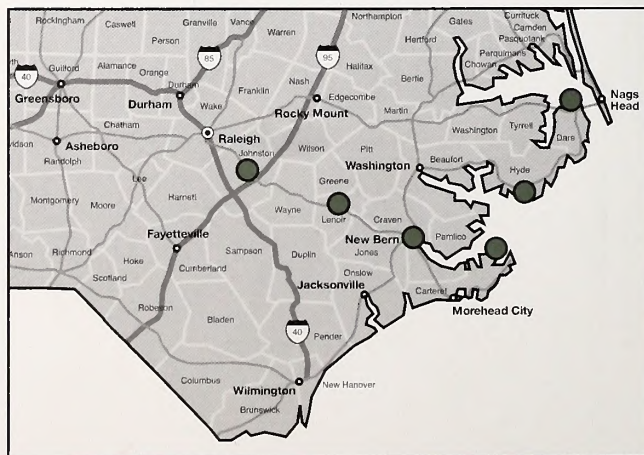 Rockingham
Caswell
Granville
Vance
Northampton
Gales
Currituck
Camden
Pasquotank
Person
Warren
Hertford
Perquimans
Chowan
85
95
Halifax
Guilford
Alamance
Orange
Durham
Franklin
Nash
Bertie
40
Greensboro
Durham
Wake
Edgecombe
Martin
Nags
Head
Rocky Mount
Chatham
Washington
Tyrrell
Dare
vidson
Asheboro
Raleigh
Wilson
Pitt
Randolph
Johnston
Washington
Beaufort
Hyde
Lee
Greene
Montgomery
Moore
Harnett
Wayne
Lenoir
Craven
Fayetteville
New Bern
Pamlico
Sampson
Duplin
Jones
Anson
Richmond
Hoke
Cumberland
Onslow
Scotland
Jacksonville
Carteret
Robeson
Morehead City
Bladen
40
Pender
Columbus
Wilmington
New Hanover
Brunswick